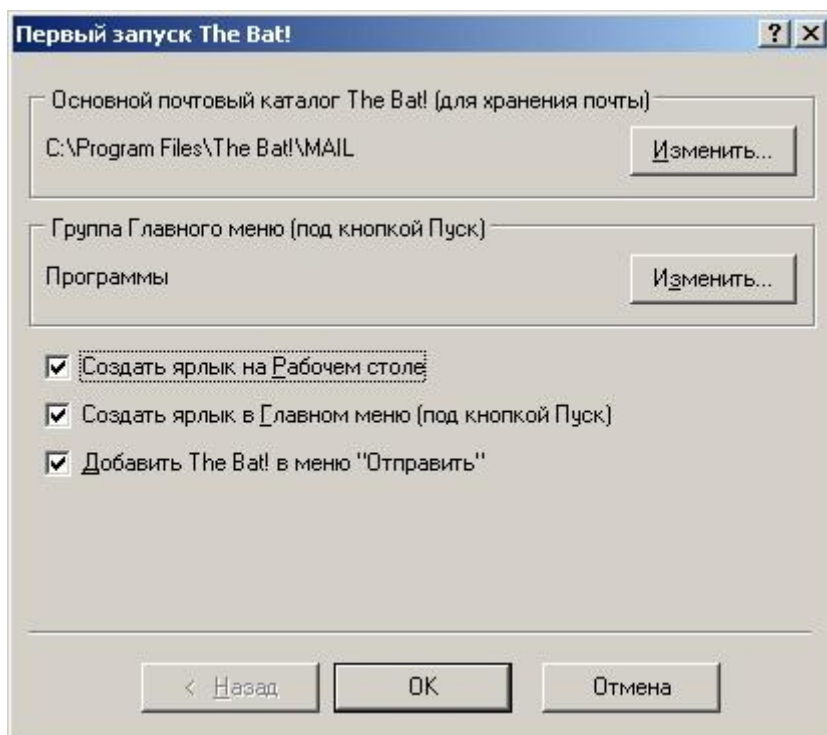 Первый запуск The Bat!
Основной почтовый каталог The Bat! (для хранения почты)
C:\Program Files\The Bat!\MAIL
Изменить...
Группа Главного меню (под кнопкой Пуск)
Программы
Изменить...
Создать ярлык на Рабочем столе
Создать ярлык в Главном меню (под кнопкой Пуск)
Добавить The Bat! в меню "Отправить"
< Назад
OK
Отмена